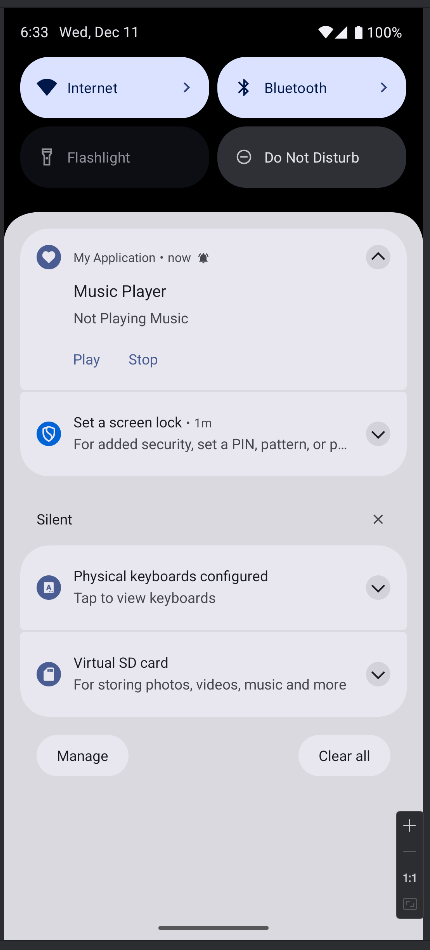 6:33 Wed, Dec 11 100%
Internet Bluetooth
Flashlight Do Not Disturb
My Application • now
Music Player
Not Playing Music
Play Stop
Set a screen lock • 1m
For added security, set a PIN, pattern, or p...
Silent
Physical keyboards configured
Tap to view keyboards
Virtual SD card
For storing photos, videos, music and more
Manage Clear all
1:1